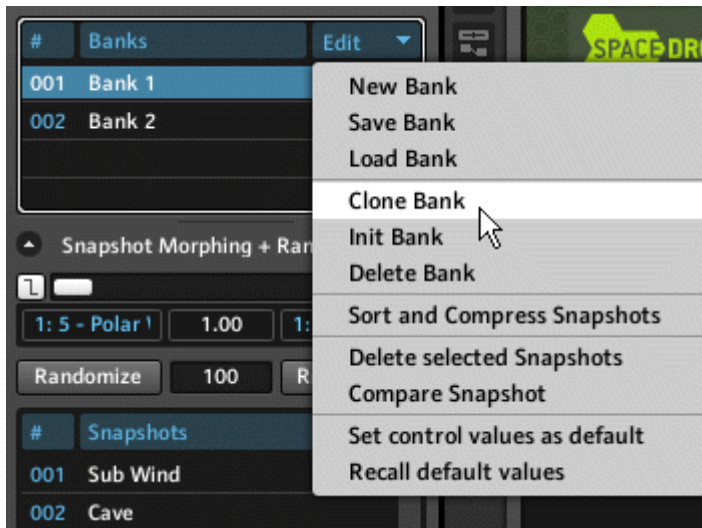 # Banks Edit
SPACE DR
001 Bank 1
002 Bank 2
New Bank
Save Bank
Load Bank
Clone Bank
Init Bank
Delete Bank
Sort and Compress Snapshots
Delete selected Snapshots
Compare Snapshot
Set control values as default
Recall default values
Snapshot Morphing + Ran
1: 5 - Polar 1.00 1:
Randomize 100 R
# Snapshots
001 Sub Wind
002 Cave